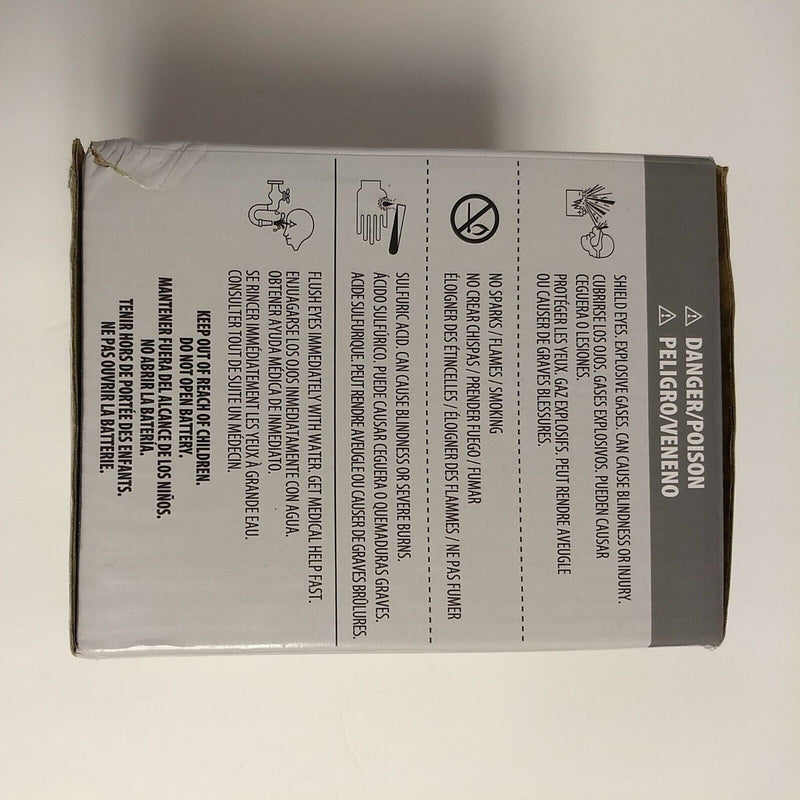 DANGER/POISON
PELIGRO/VENENO
SHIELD EYES. EXPLOSIVE GASES. CAN CAUSE BLINDNESS OR INJURY.
CUBRIRSE LOS OJOS. GASES EXPLOSIVOS. PUEDEN CAUSAR
CEGUERA O LESIONES.
PROTÉGER LES YEUX. GAZ EXPLOSIFS. PEUT RENDRE AVEUGLE
OU CAUSER DE GRAVES BLESSURES.
NO SPARKS / FLAMES / SMOKING
NO CREAR CHISPAS / PRENDER FUEGO / FUMAR
ÉLOIGNER DES ÉTINCELLES / ÉLOIGNER DES FLAMMES / NE PAS FUMER
SULFURIC ACID. CAN CAUSE BLINDNESS OR SEVERE BURNS.
ÁCIDO SULFÍRICO. PUEDE CAUSAR CEGUERA O QUEMADURAS GRAVES.
ACIDE SULFURIQUE. PEUT RENDRE AVEUGLE OU CAUSER DE GRAVES BRÛLURES.
FLUSH EYES IMMEDIATELY WITH WATER. GET MEDICAL HELP FAST.
ENJUAGARSE LOS OJOS INMEDIATAMENTE CON AGUA.
OBTENER AYUDA MÉDICA DE INMEDIATO.
SE RINCER IMMÉDIATEMENT LES YEUX À GRANDE EAU.
CONSULTER TOUT DE SUITE UN MÉDECIN.
KEEP OUT OF REACH OF CHILDREN.
DO NOT OPEN BATTERY.
MANTENER FUERA DEL ALCANCE DE LOS NIÑOS.
NO ABRIR LA BATERÍA.
TENIR HORS DE PORTÉE DES ENFANTS.
NE PAS OUVRIR LA BATTERIE.